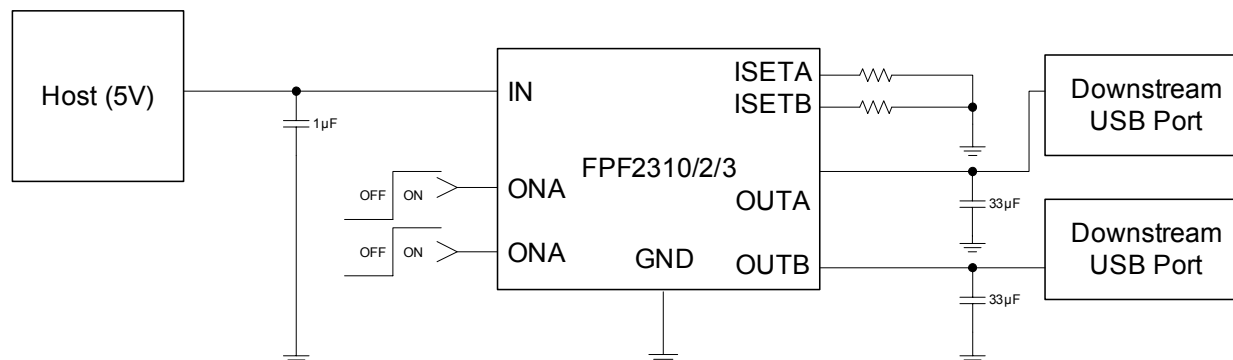 Host (5V)
1µF
IN
OFF
ON
ONA
OFF
ON
ONA
FPF2310/2/3
GND
ISETA
ISETB
OUTA
OUTB
33µF
33µF
Downstream
USB Port
Downstream
USB Port